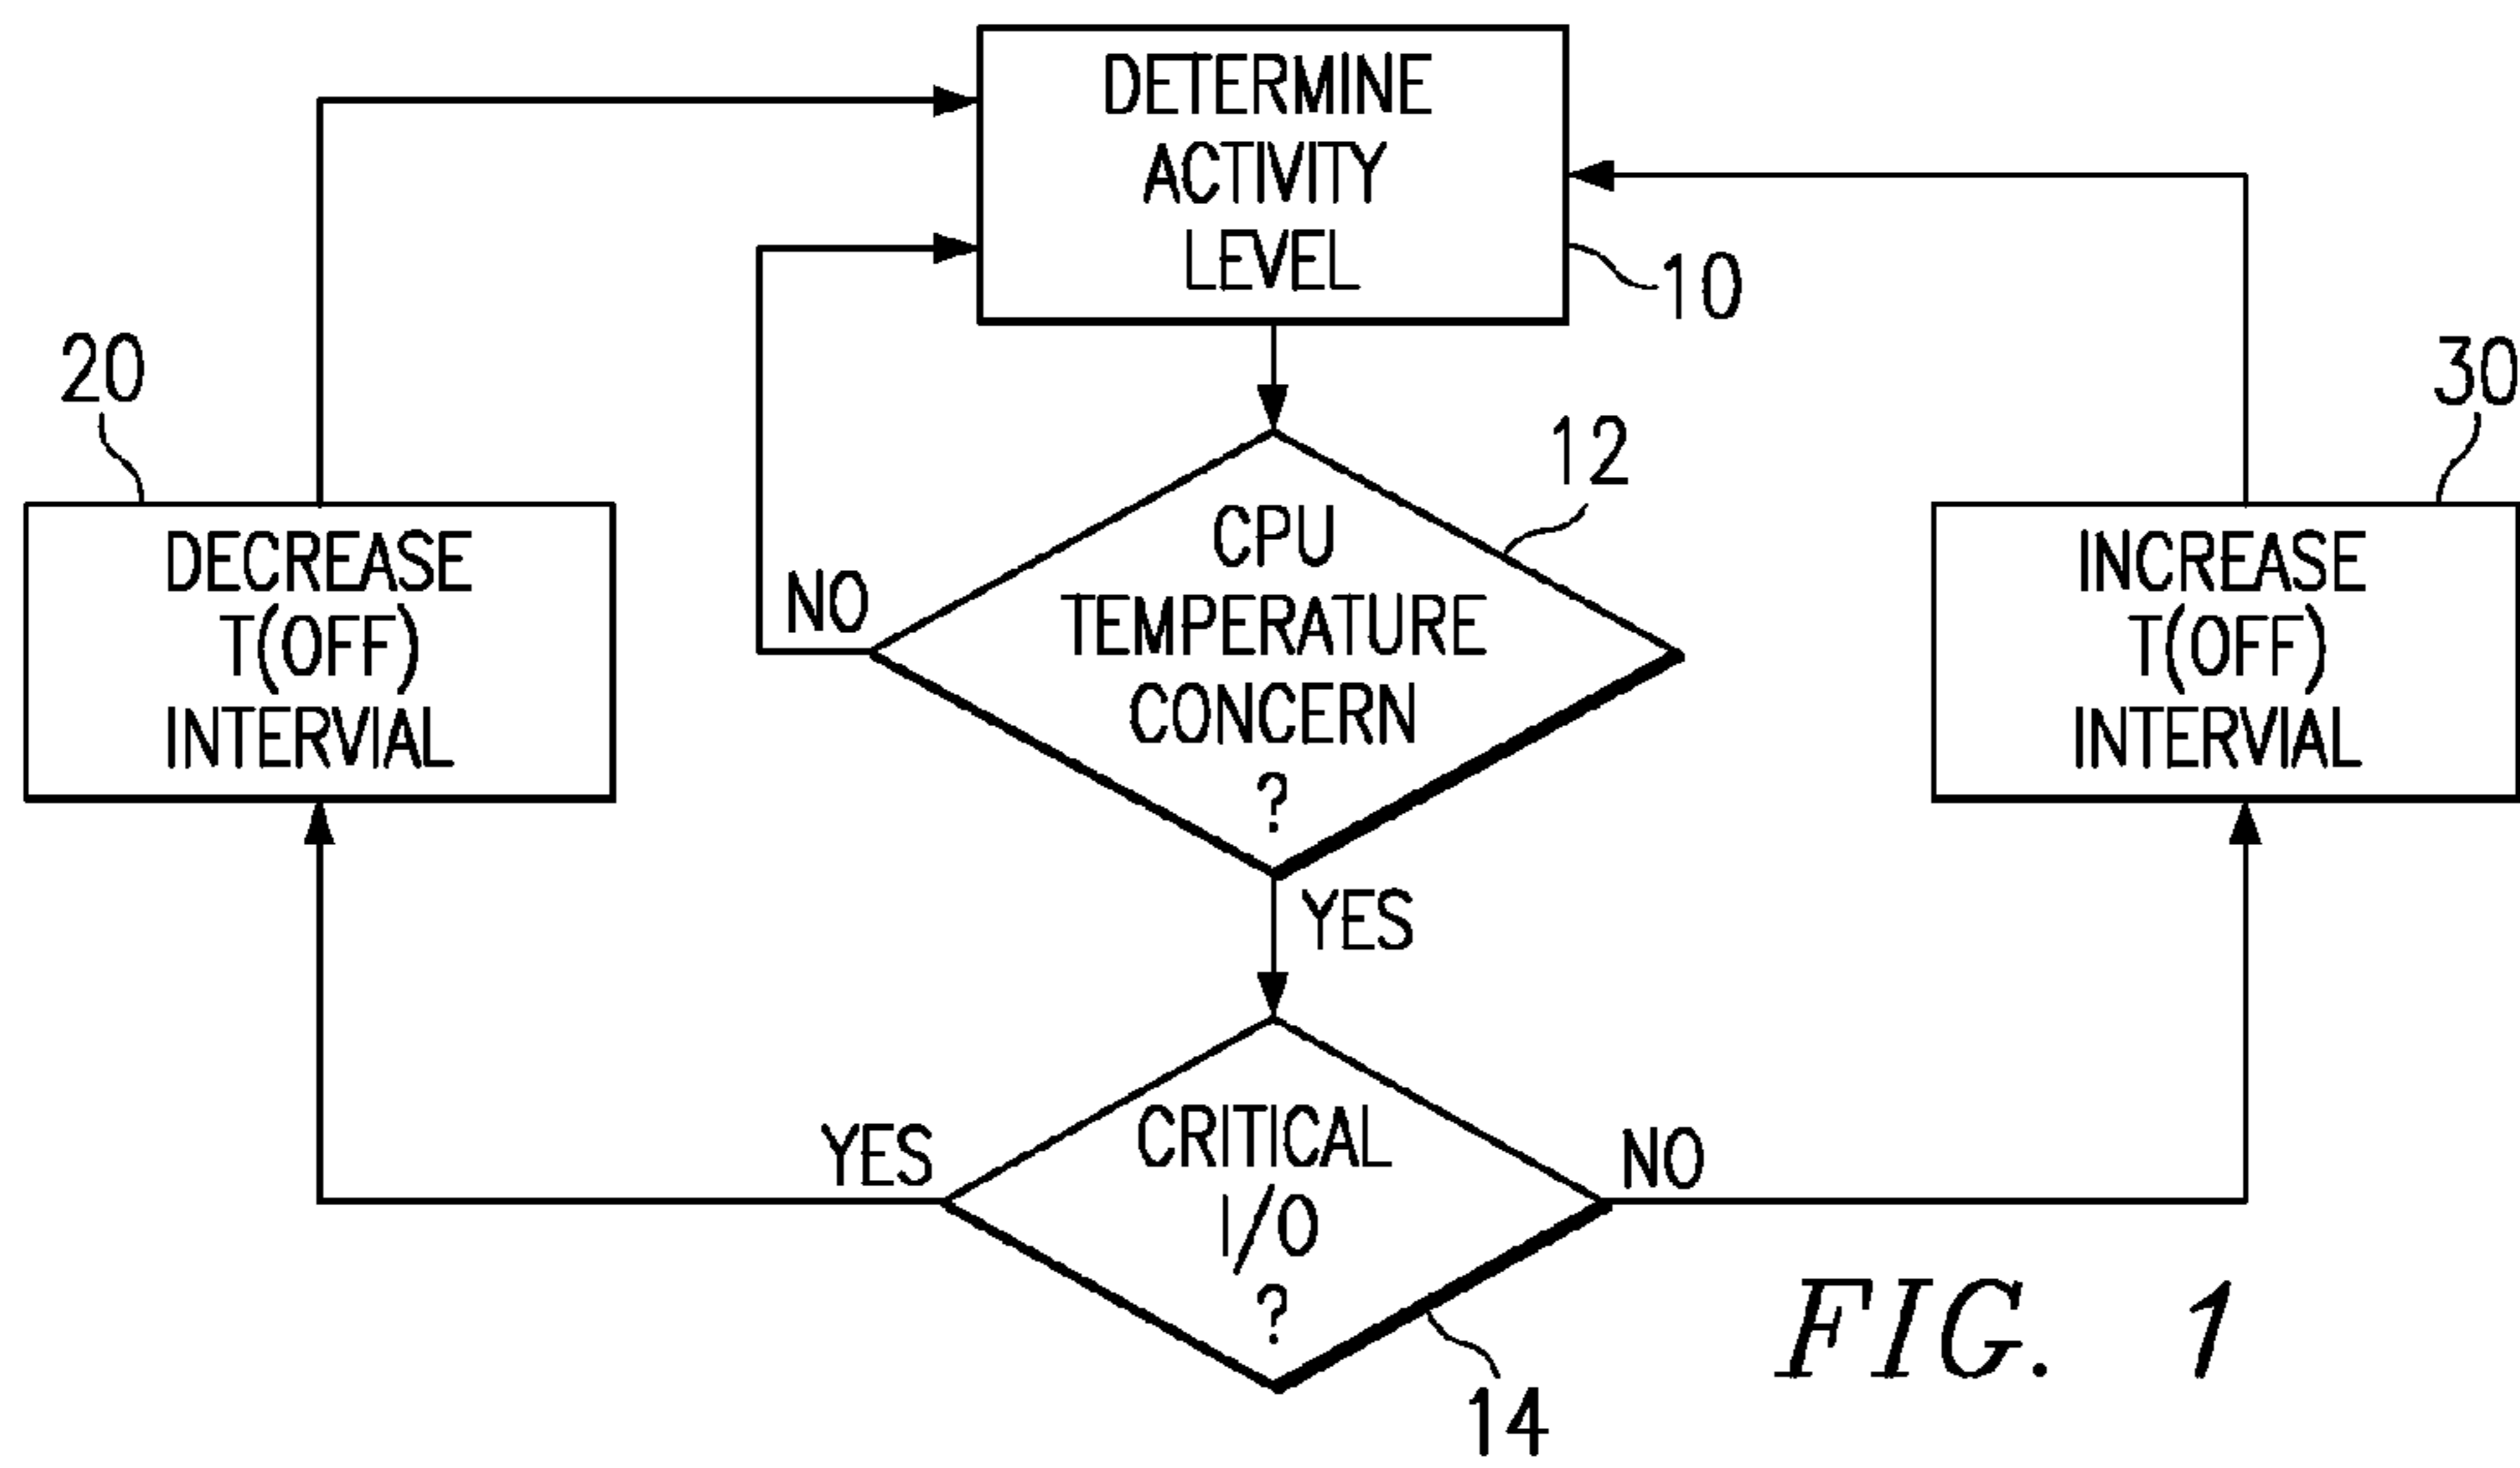 DETERMINE
ACTIVITY
LEVEL
10
20
30
12
CPU
TEMPERATURE
CONCERN
?
NO
DECREASE
T(OFF)
INTERVIAL
INCREASE
T(OFF)
INTERVIAL
YES
YES
CRITICAL
I/O
?
NO
14
FIG. 1